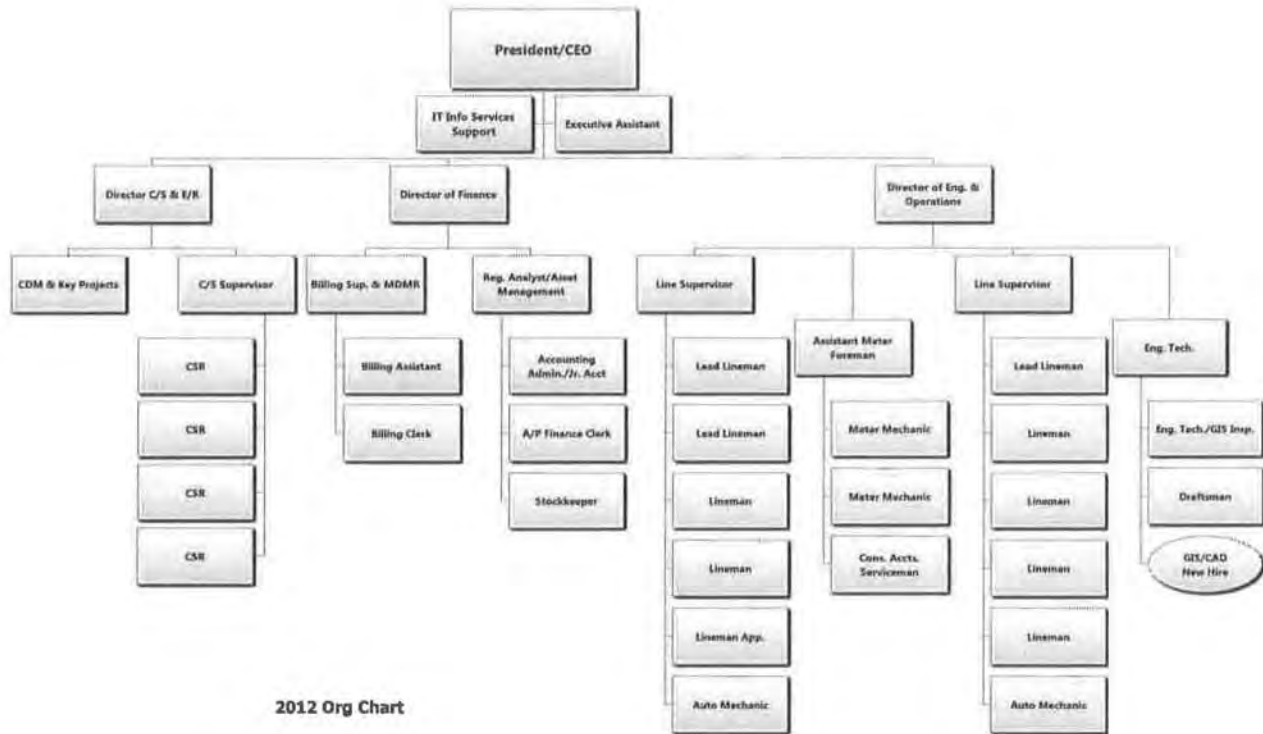 President/CEO
IT Info Services
Support
Executive Assistant
Director C/S & E/R
Director of Finance
Director of Eng. &
Operations
CDM & Key Projects
C/S Supervisor
Billing Sup. & MDMR
Reg. Analyst/Asset
Management
Line Supervisor
Line Supervisor
Assistant Meter
Foreman
Eng. Tech.
CSR
CSR
CSR
CSR
Billing Assistant
Billing Clerk
Accounting
Admin./Jr. Acct
A/P Finance Clerk
Stockkeeper
Lead Lineman
Lead Lineman
Lineman
Lineman
Lineman App.
Auto Mechanic
Meter Mechanic
Meter Mechanic
Cons. Accts.
Serviceman
Lead Lineman
Lineman
Lineman
Lineman
Lineman
Auto Mechanic
Eng. Tech./GIS Insp.
Draftsman
GIS/CAD
New Hire
2012 Org Chart